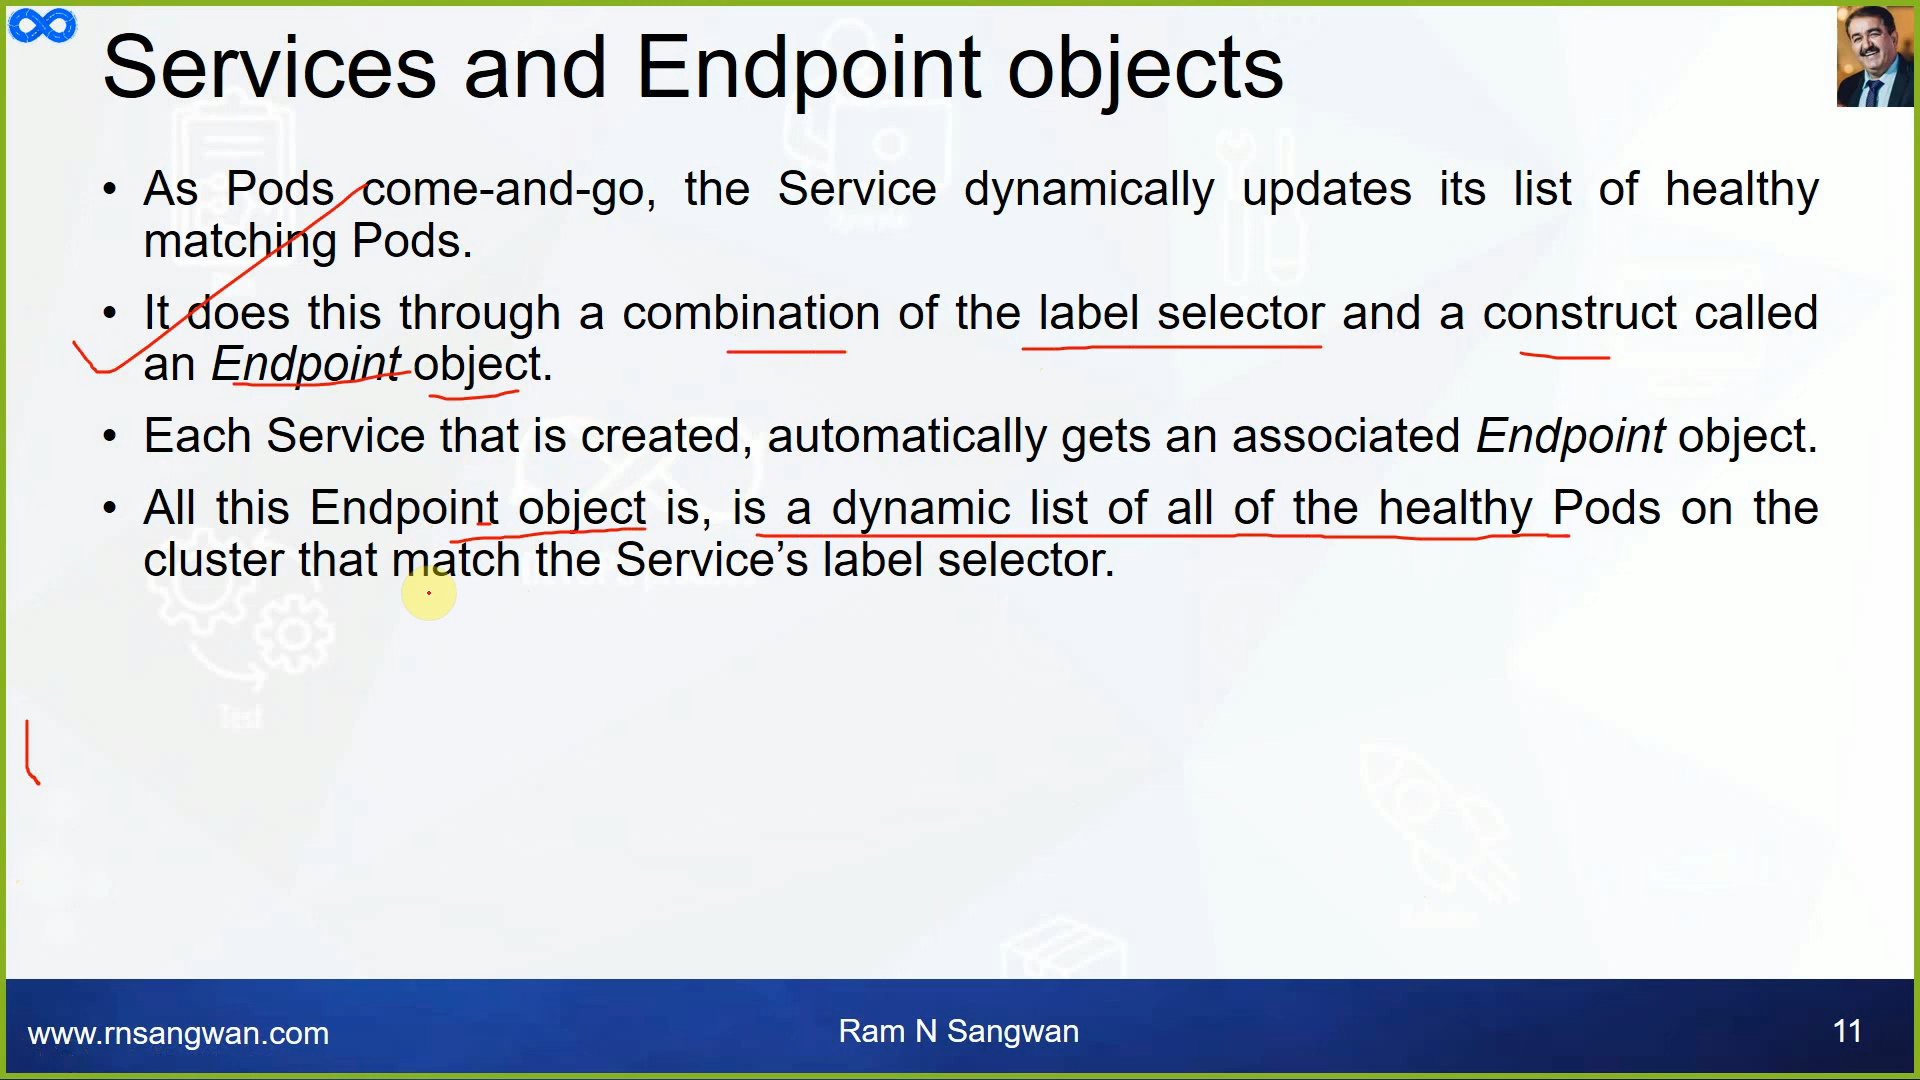 Services and Endpoint objects
• As Pods come-and-go, the Service dynamically updates its list of healthy
matching Pods.
• It does this through a combination of the label selector and a construct called
an Endpoint object.
• Each Service that is created, automatically gets an associated Endpoint object.
• All this Endpoint object is, is a dynamic list of all of the healthy Pods on the
cluster that match the Service’s label selector.
Test
www.rnsangwan.com
Ram N Sangwan
11